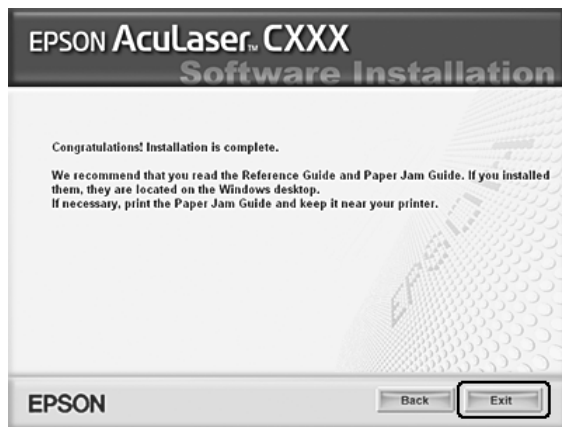 EPSON AcuLaser™ CXXX
Software Installation
Congratulations! Installation is complete.
We recommend that you read the Reference Guide and Paper Jam Guide. If you installed
them, they are located on the Windows desktop.
If necessary, print the Paper Jam Guide and keep it near your printer.
EPSON
EPSON
Back
Exit